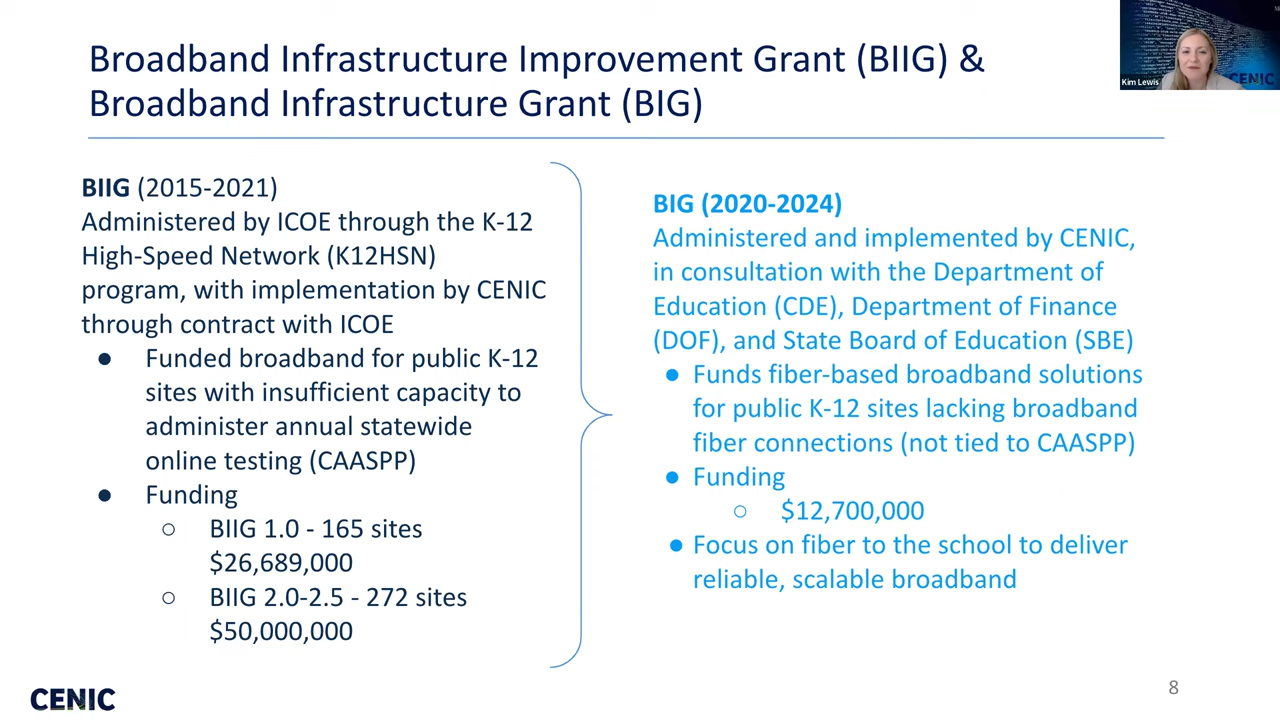 Broadband Infrastructure Improvement Grant (BIIG) &
Broadband Infrastructure Grant (BIG)
Kim Lewis
CENIC
BIIG (2015-2021)
Administered by ICOE through the K-12
High-Speed Network (K12HSN)
program, with implementation by CENIC
through contract with ICOE
● Funded broadband for public K-12
sites with insufficient capacity to
administer annual statewide
online testing (CAASPP)
● Funding
○ BIIG 1.0 - 165 sites
$26,689,000
○ BIIG 2.0-2.5 - 272 sites
$50,000,000
BIG (2020-2024)
Administered and implemented by CENIC,
in consultation with the Department of
Education (CDE), Department of Finance
(DOF), and State Board of Education (SBE)
● Funds fiber-based broadband solutions
for public K-12 sites lacking broadband
fiber connections (not tied to CAASPP)
● Funding
○ $12,700,000
● Focus on fiber to the school to deliver
reliable, scalable broadband
CENIC
8